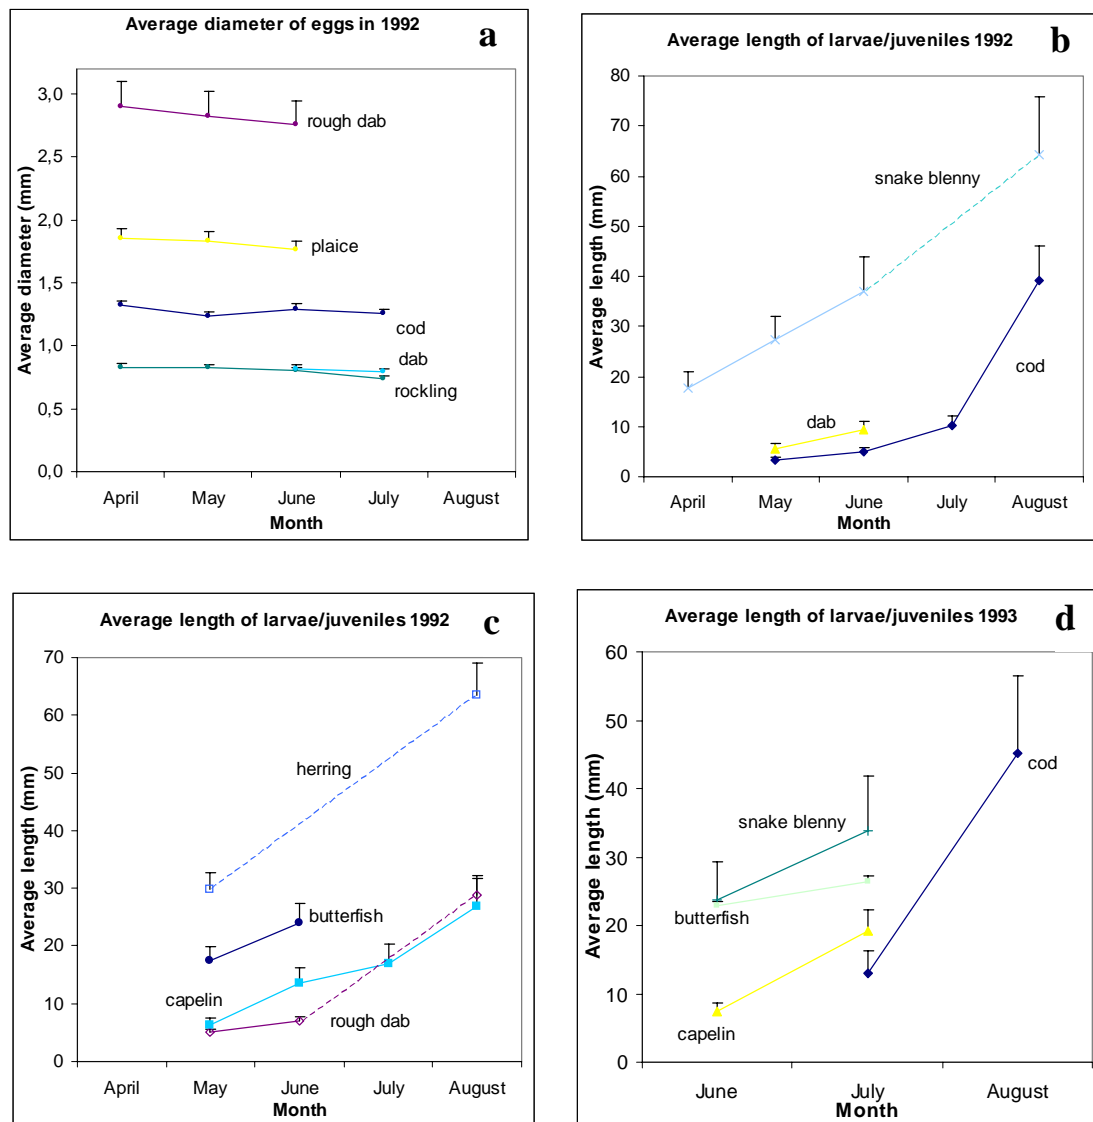 Average diameter of eggs in 1992
a
3,0
2,5
2,0
1,5
1,0
0,5
0,0
Average diameter (mm)
rough dab
plaice
cod
dab
rockling
April May June July August
Month
Average length of larvae/juveniles 1992
b
80
70
60
50
40
30
20
10
0
Average length (mm)
snake blenny
cod
dab
April May June July August
Month
Average length of larvae/juveniles 1992
c
70
60
50
40
30
20
10
0
Average length (mm)
herring
butterfish
capelin
rough dab
April May June July August
Month
Average length of larvae/juveniles 1993
d
60
50
40
30
20
10
0
Average length (mm)
cod
snake blenny
butterfish
capelin
June July August
Month